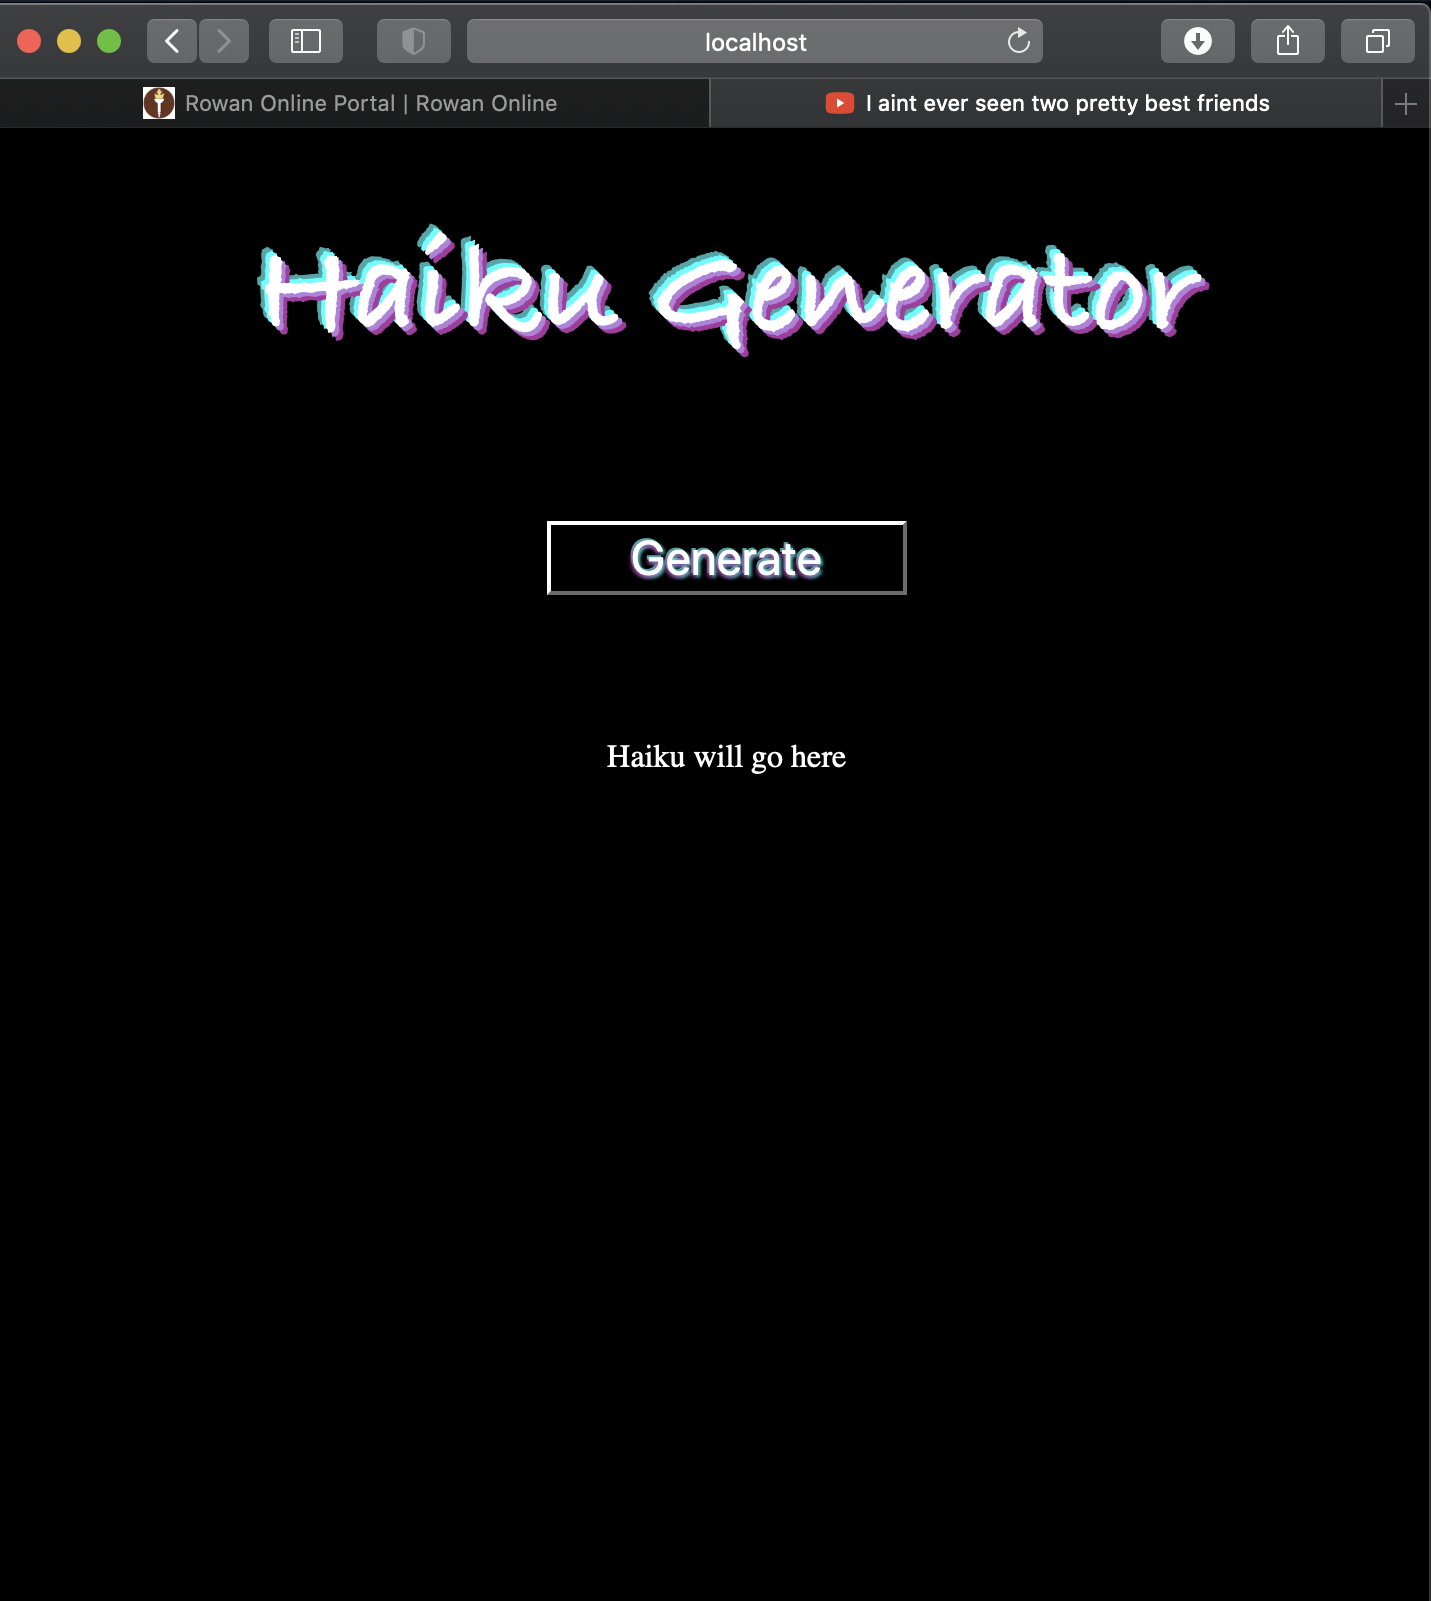 localhost
Rowan Online Portal | Rowan Online
I aint ever seen two pretty best friends
Haiku Generator
Generate
Haiku will go here